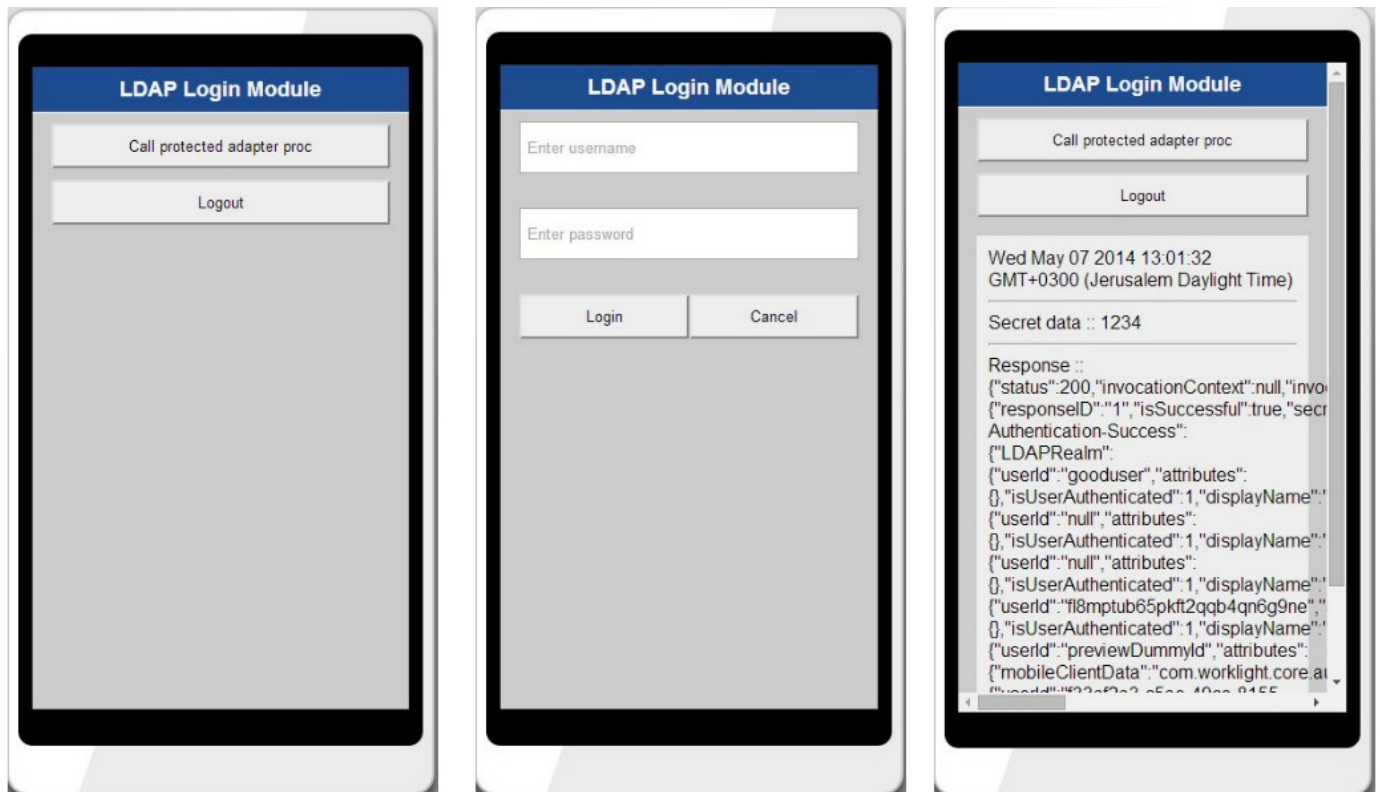 LDAP Login Module
Call protected adapter proc
Logout
LDAP Login Module
Enter username
Enter password
Login
Cancel
LDAP Login Module
Call protected adapter proc
Logout
Wed May 07 2014 13:01:32
GMT+0300 (Jerusalem Daylight Time)
Secret data :: 1234
Response ::
{"status":200,"invocationContext":null,"invo
{"responseID":"1","isSuccessful":true,"secr
Authentication-Success":
{"LDAPRealm":
{"userId":"gooduser","attributes":
{},"isUserAuthenticated":1,"displayName":"
{"userId":"null","attributes":
{},"isUserAuthenticated":1,"displayName":"
{"userId":"null","attributes":
{},"isUserAuthenticated":1,"displayName":"
{"userId":"fl8mptub65pkft2qqb4qn6g9ne","
{},"isUserAuthenticated":1,"displayName":"
{"userId":"previewDummyId","attributes":
{"mobileClientData":"com.worklight.core.au